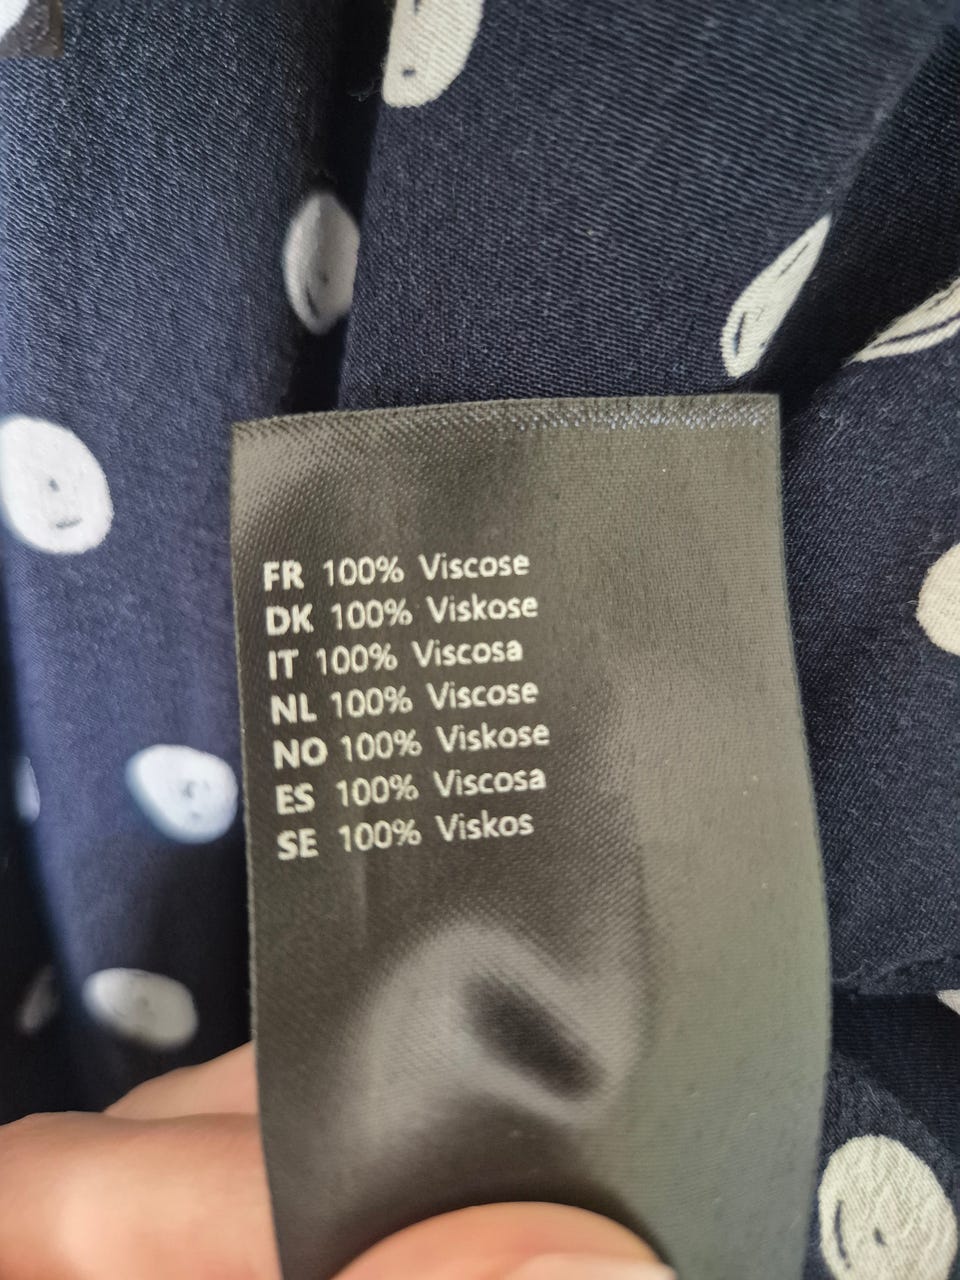 FR 100% Viscose
DK 100% Viskose
IT 100% Viscosa
NL 100% Viscose
NO 100% Viskose
ES 100% Viscosa
SE 100% Viskos